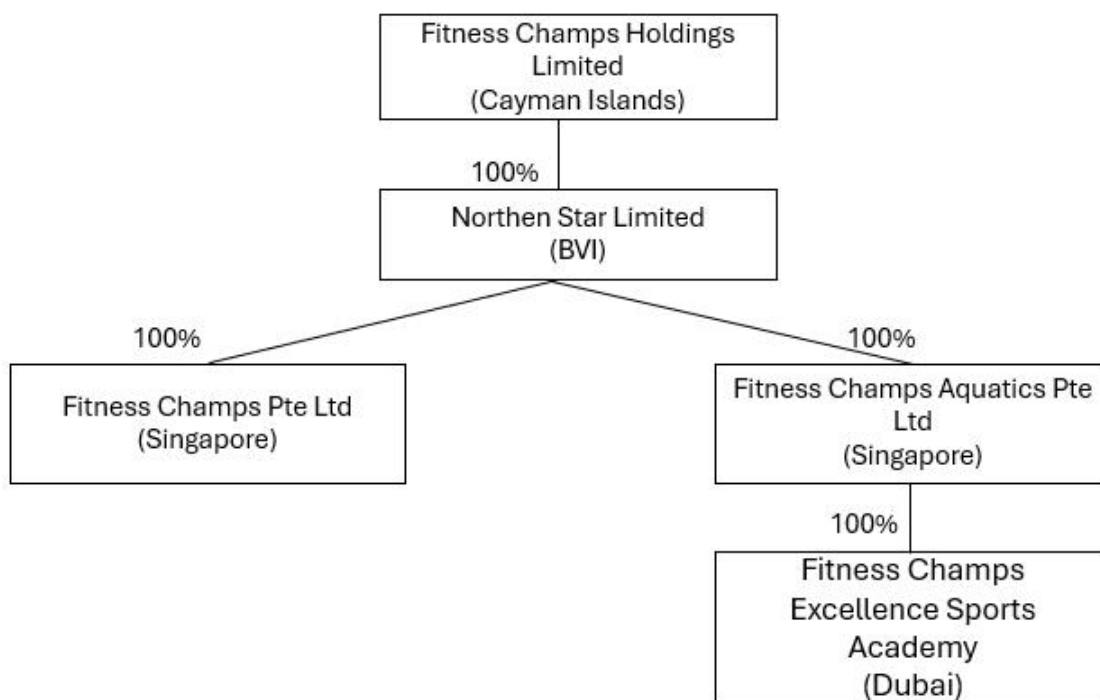 Fitness Champs Holdings
Limited
(Cayman Islands)
100%
Northen Star Limited
(BVI)
100%
100%
Fitness Champs Pte Ltd
(Singapore)
Fitness Champs Aquatics Pte
Ltd
(Singapore)
100%
Fitness Champs
Excellence Sports
Academy
(Dubai)